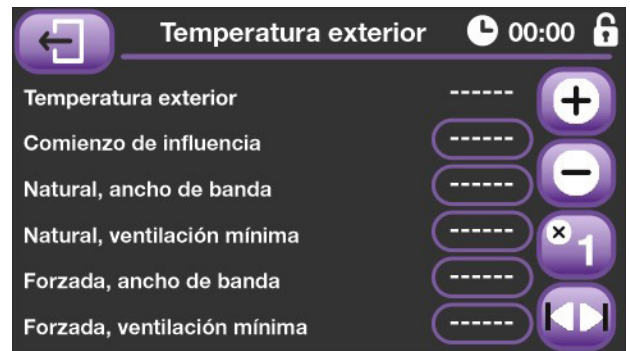 Temperatura exterior 00:00
Temperatura exterior ------
Comienzo de influencia ------
Natural, ancho de banda ------
Natural, ventilación mínima ------
× 1
Forzada, ancho de banda ------
Forzada, ventilación mínima ------